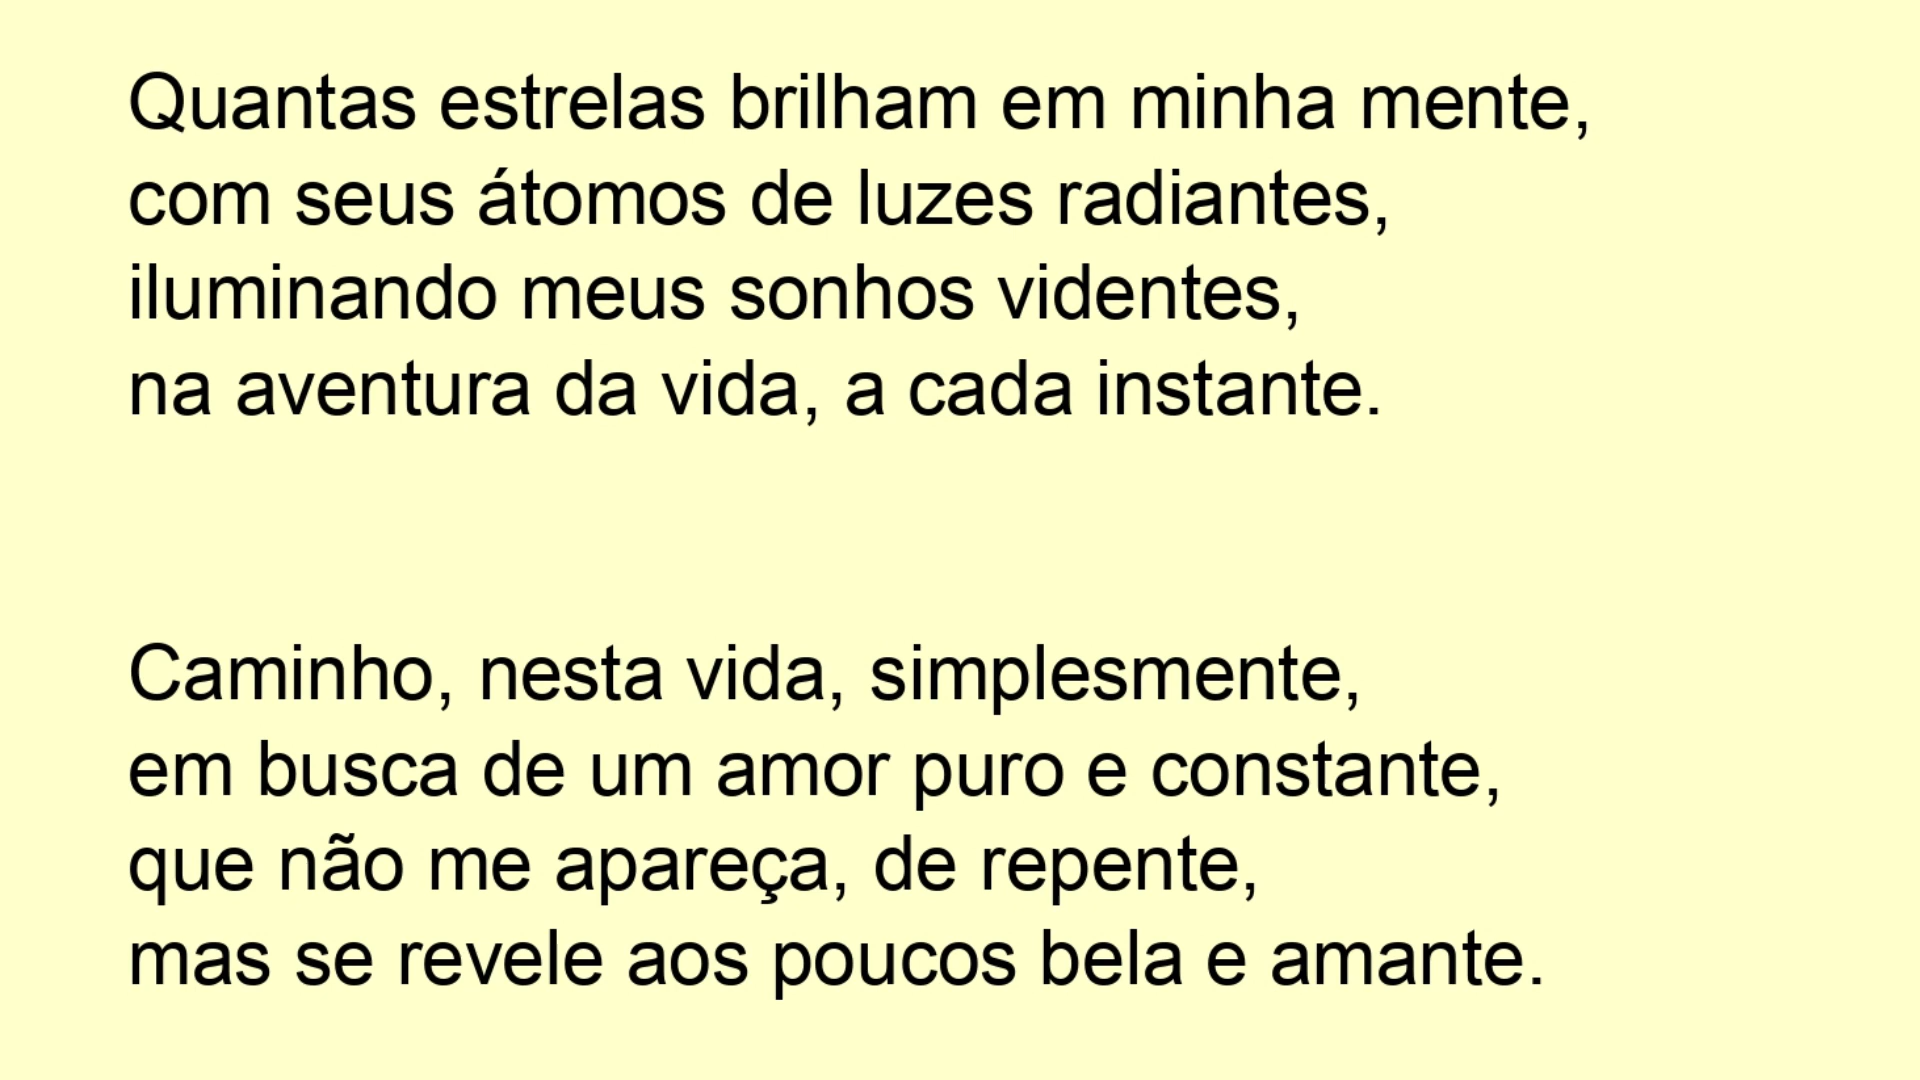 Quantas estrelas brilham em minha mente,
com seus átomos de luzes radiantes,
iluminando meus sonhos videntes,
na aventura da vida, a cada instante.
Caminho, nesta vida, simplesmente,
em busca de um amor puro e constante,
que não me apareça, de repente,
mas se revele aos poucos bela e amante.